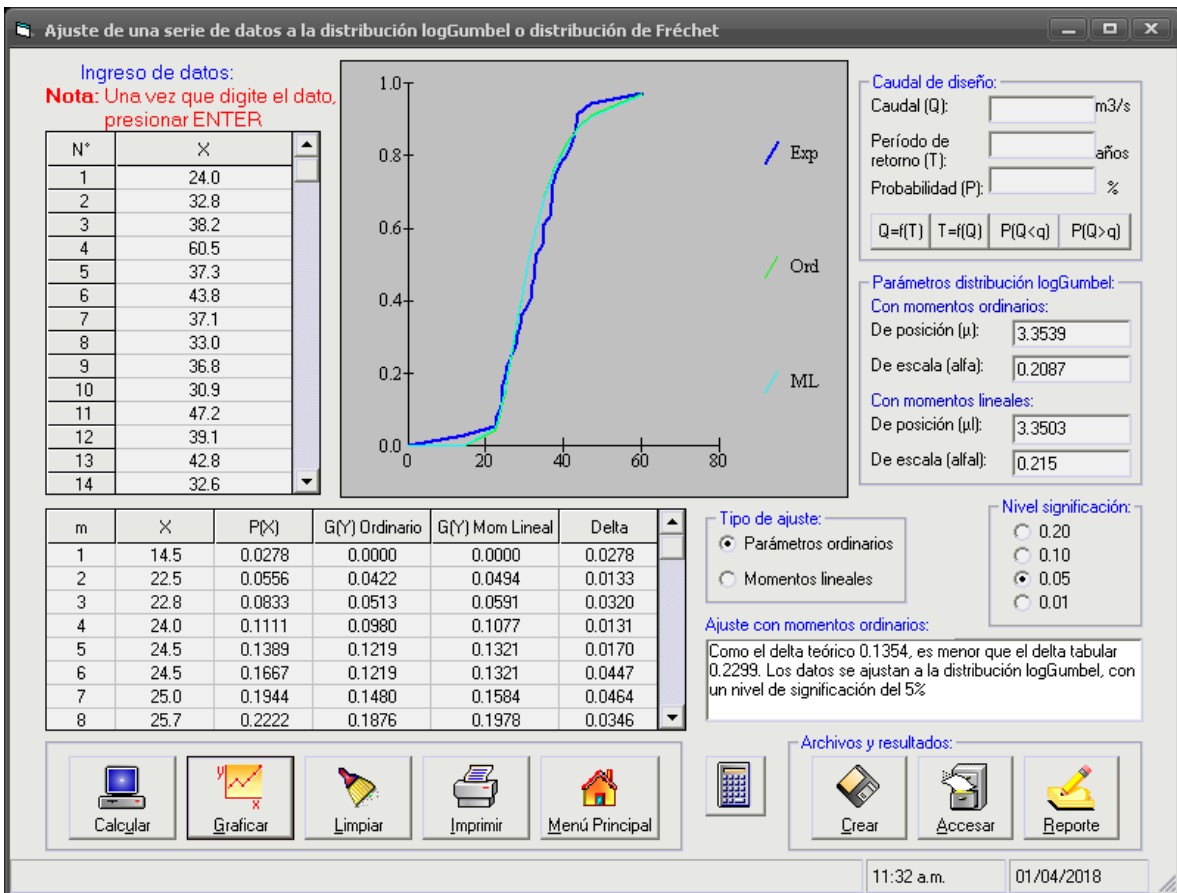 Ajuste de una serie de datos a la distribución logGumbel o distribución de Fréchet
Ingreso de datos:
Nota: Una vez que digite el dato,
presionar ENTER
N° X
1 24.0
2 32.8
3 38.2
4 60.5
5 37.3
6 43.8
7 37.1
8 33.0
9 36.8
10 30.9
11 47.2
12 39.1
13 42.8
14 32.6
1.0
0.8
0.6
0.4
0.2
0.0
0 20 40 60 80
Exp
Ord
ML
Caudal de diseño:
Caudal (Q): m3/s
Período de
retorno (T): años
Probabilidad (P): %
Q=f(T) T=f(Q) P(Q<q) P(Q>q)
Parámetros distribución logGumbel:
Con momentos ordinarios:
De posición (µ): 3.3539
De escala (alfa): 0.2087
Con momentos lineales:
De posición (µl): 3.3503
De escala (alfal): 0.215
m X P(X) G(Y) Ordinario G(Y) Mom Lineal Delta
1 14.5 0.0278 0.0000 0.0000 0.0278
2 22.5 0.0556 0.0422 0.0494 0.0133
3 22.8 0.0833 0.0513 0.0591 0.0320
4 24.0 0.1111 0.0980 0.1077 0.0131
5 24.5 0.1389 0.1219 0.1321 0.0170
6 24.5 0.1667 0.1219 0.1321 0.0447
7 25.0 0.1944 0.1480 0.1584 0.0464
8 25.7 0.2222 0.1876 0.1978 0.0346
Tipo de ajuste:
Parámetros ordinarios
Momentos lineales
Nivel significación:
0.20
0.10
0.05
0.01
Ajuste con momentos ordinarios:
Como el delta teórico 0.1354, es menor que el delta tabular
0.2299. Los datos se ajustan a la distribución logGumbel, con
un nivel de significación del 5%
Calcular Graficar Limpiar Imprimir Menú Principal
y
x
Archivos y resultados:
Crear Accesar Reporte
11:32 a.m. 01/04/2018